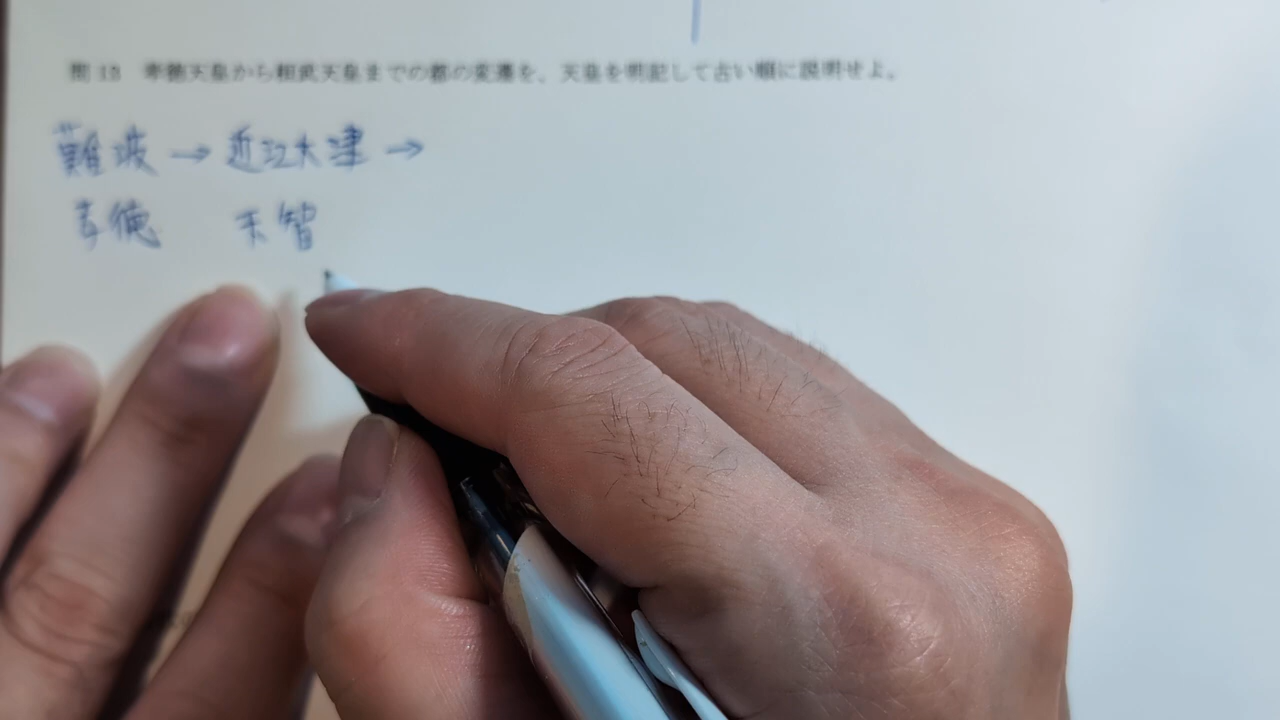 問 13 孝徳天皇から桓武天皇までの都の変遷を、天皇を明記して古い順に説明せよ。
難波 → 近江大津 →
孝徳 天智